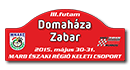 III.futam
Domaháza
Zabar
2015. május 30-31.
MARB ÉSZAKI RÉGIÓ KELETI CSOPORT